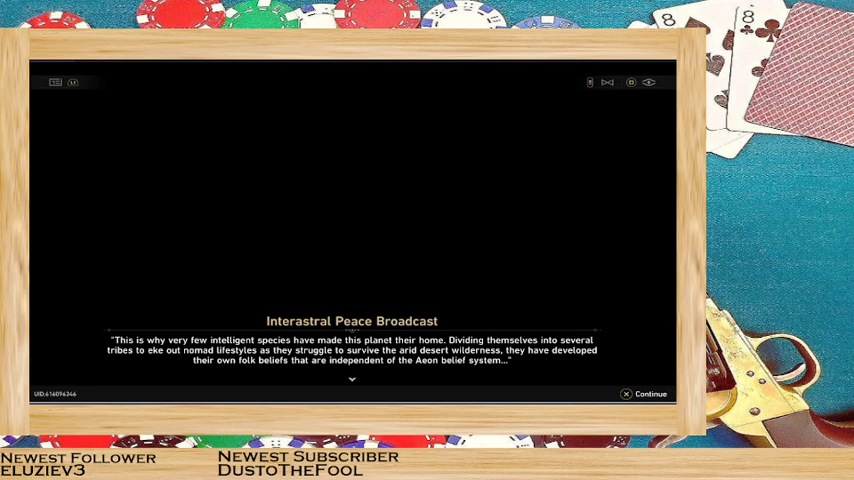 8 8
Interastral Peace Broadcast
"This is why very few intelligent species have made this planet their home. Dividing themselves into several
tribes to eke out nomad lifestyles as they struggle to survive the arid desert wilderness, they have developed
their own folk beliefs that are independent of the Aeon belief system..."
UID:616096346
Continue
Newest Follower
eluziev3
Newest Subscriber
DustoTheFool